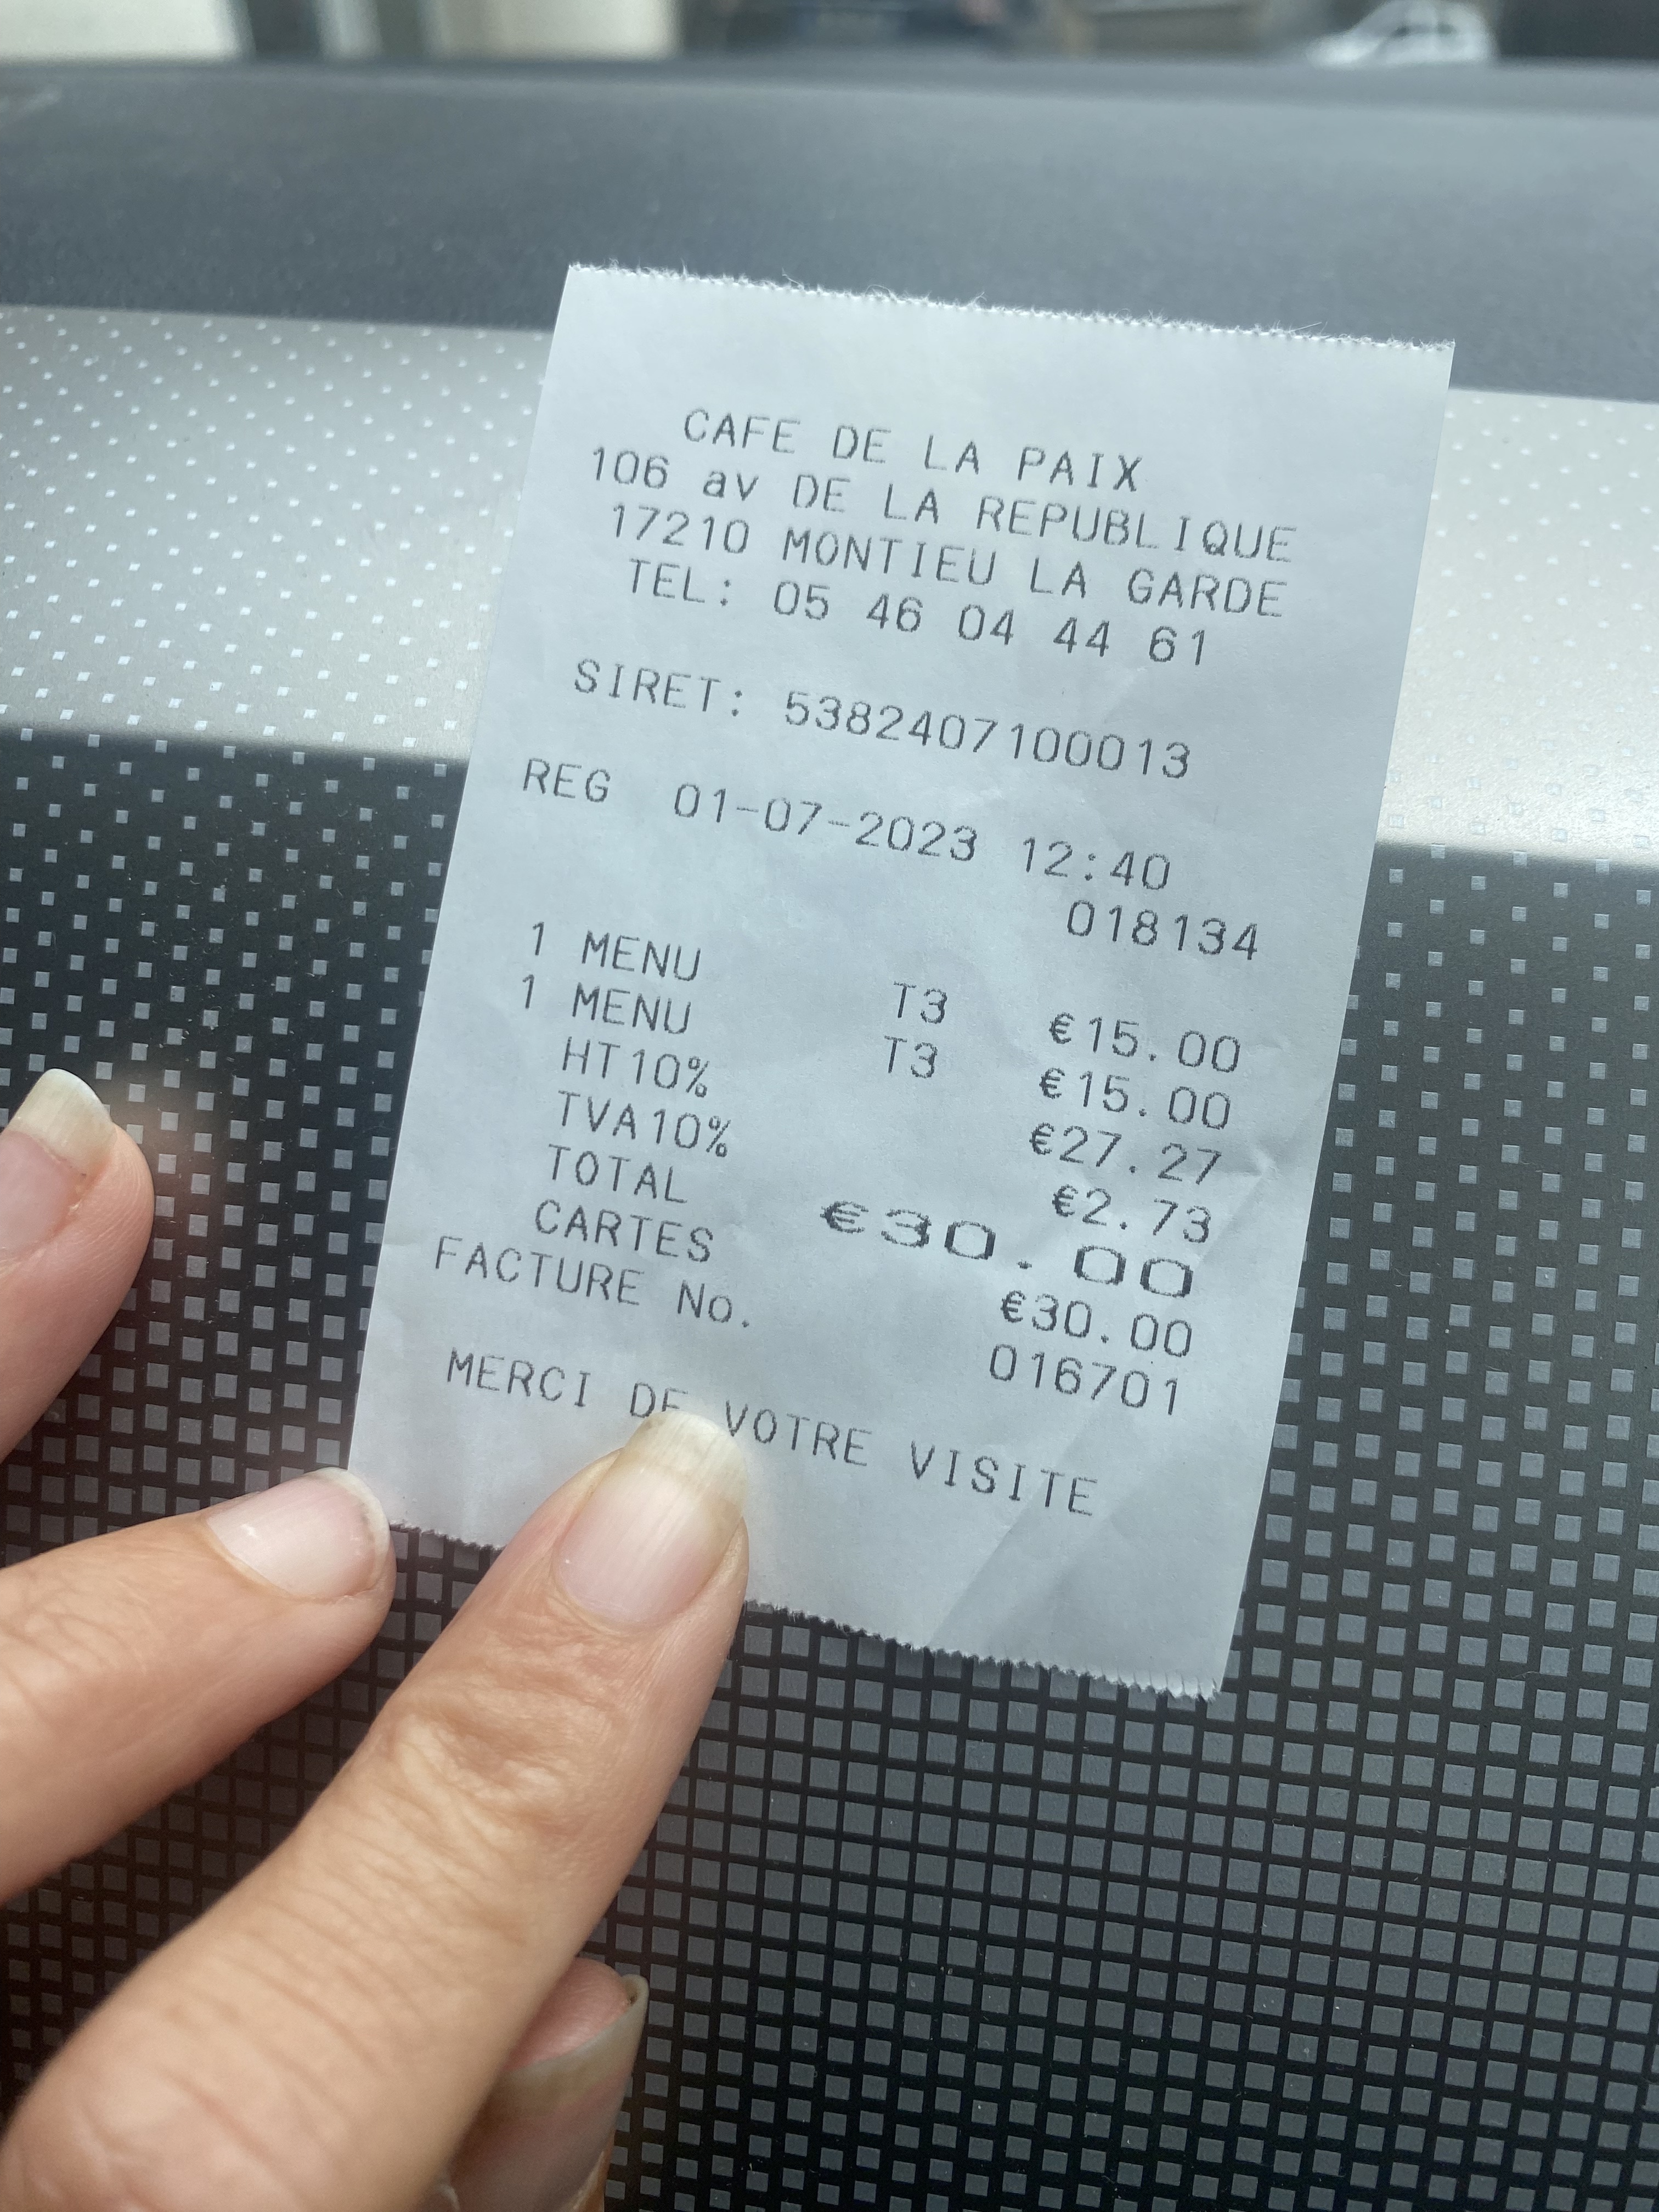 CAFE DE LA PAIX
106 av DE LA REPUBLIQUE
17210 MONTIEU LA GARDE
TEL: 05 46 04 44 61
SIRET: 5382407100013
REG 01-07-2023 12:40
018134
1 MENU T3 €15.00
1 MENU T3 €15.00
HT10% €27.27
TVA10% €2.73
TOTAL €30.00
CARTES €30.00
FACTURE No. 016701
MERCI DE VOTRE VISITE